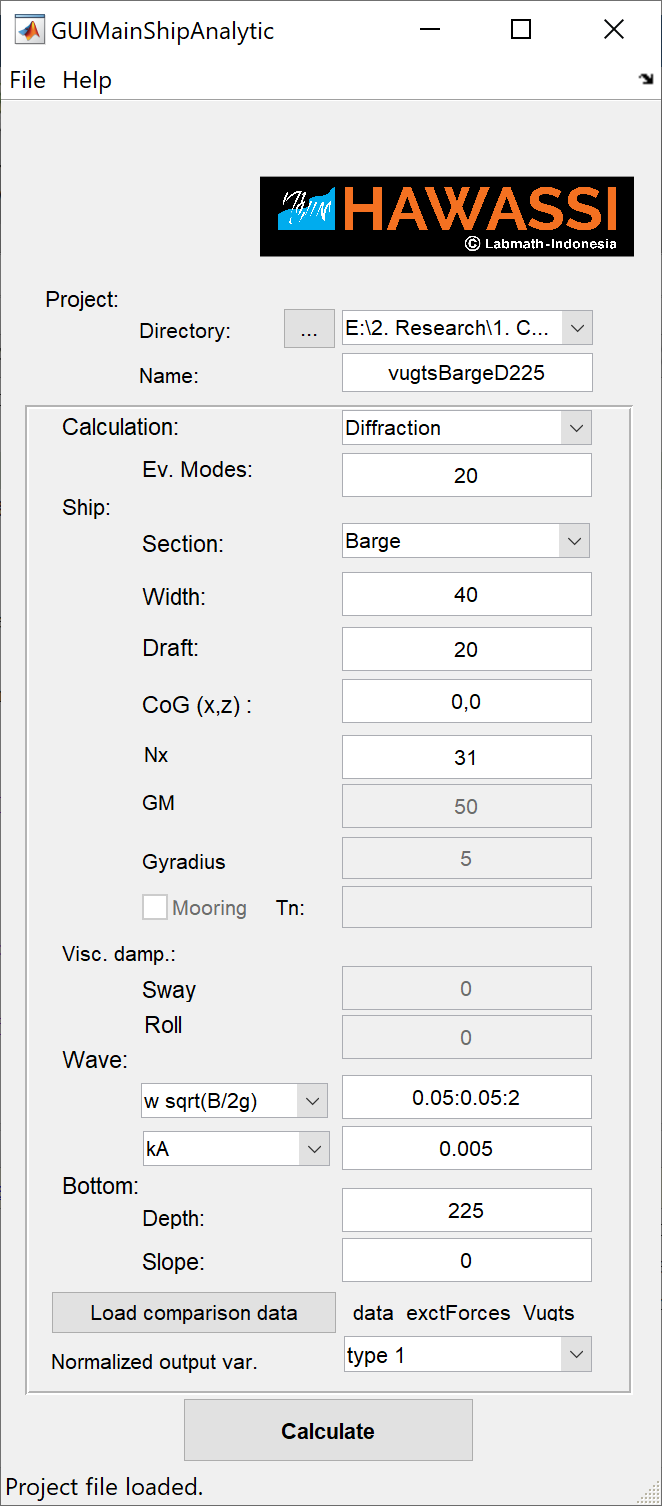 GUIMainShipAnalytic
File Help
HAWASSI
© Labmath-Indonesia
Project:
Directory: ... E:\2. Research\1. C...
Name: vugtsBargeD225
Calculation: Diffraction
Ev. Modes: 20
Ship:
Section: Barge
Width: 40
Draft: 20
CoG (x,z) : 0,0
Nx 31
GM 50
Gyradius 5
Mooring Tn:
Visc. damp.:
Sway 0
Roll 0
Wave:
w sqrt(B/2g) 0.05:0.05:2
kA 0.005
Bottom:
Depth: 225
Slope: 0
Load comparison data data_exctForces_Vugts
Normalized output var. type 1
Calculate
Project file loaded.